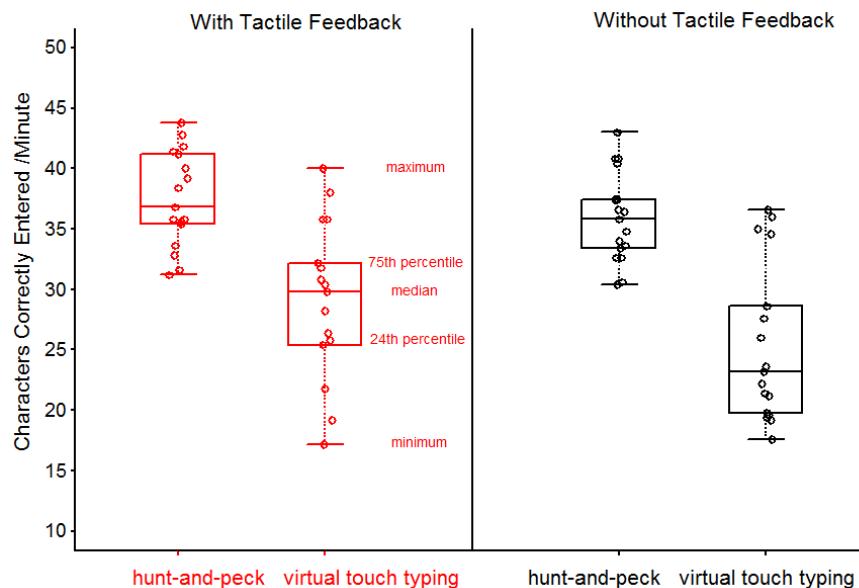 With Tactile Feedback
Without Tactile Feedback
Characters Correctly Entered /Minute
50
45
40
35
30
25
20
15
10
maximum
75th percentile
median
24th percentile
minimum
hunt-and-peck
virtual touch typing
hunt-and-peck
virtual touch typing